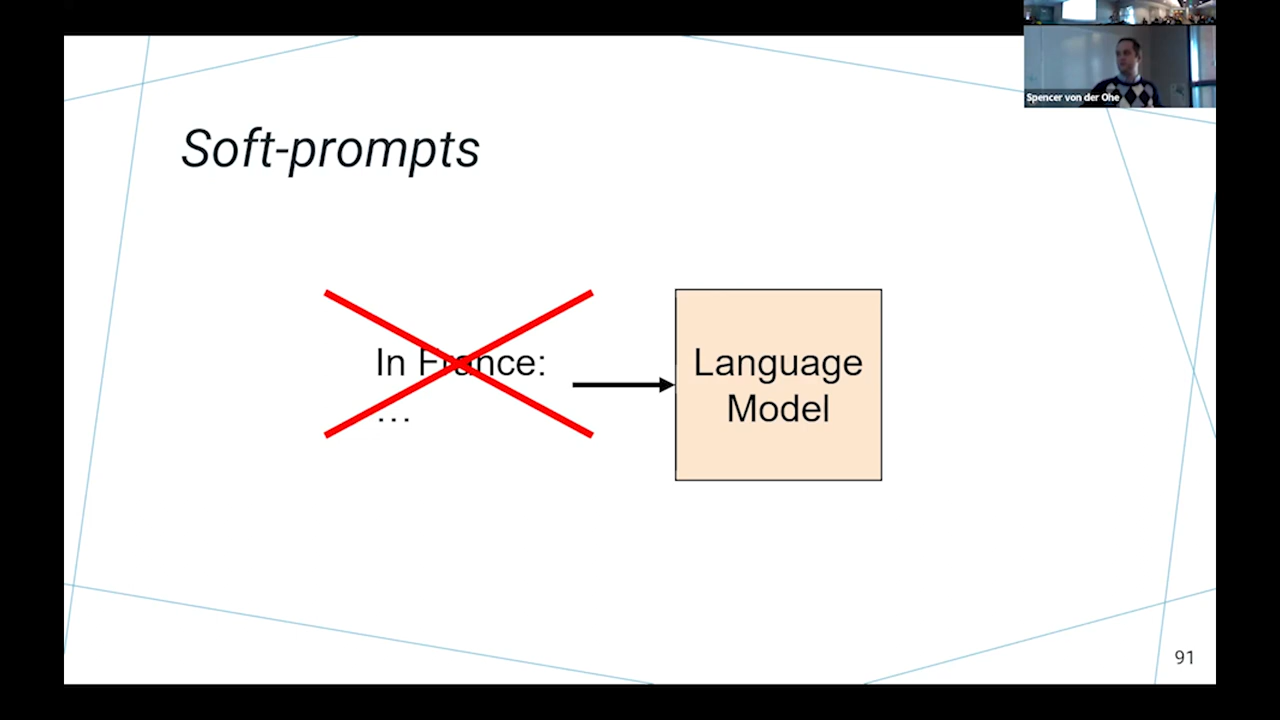 Spencer von der Ohe
Soft-prompts
In France:
…
Language
Model
91